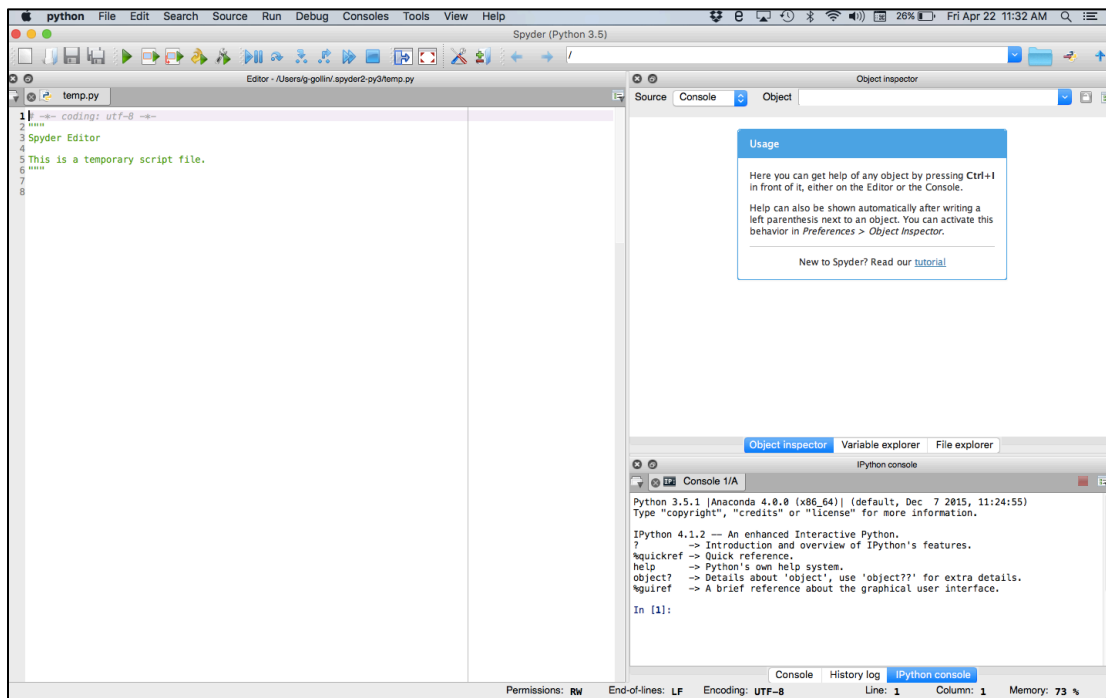 python File Edit Search Source Run Debug Consoles Tools View Help 26% Fri Apr 22 11:32 AM
Spyder (Python 3.5)
/
Editor - /Users/g-gollin/.spyder2-py3/temp.py
temp.py
1 # -*- coding: utf-8 -*-
2 """
3 Spyder Editor
4
5 This is a temporary script file.
6 """
7
8
Object inspector
Source Console Object
Usage
Here you can get help of any object by pressing Ctrl+I
in front of it, either on the Editor or the Console.
Help can also be shown automatically after writing a
left parenthesis next to an object. You can activate this
behavior in Preferences > Object Inspector.
New to Spyder? Read our tutorial
Object inspector Variable explorer File explorer
IPython console
IP: Console 1/A
Python 3.5.1 |Anaconda 4.0.0 (x86_64)| (default, Dec  7 2015, 11:24:55)
Type "copyright", "credits" or "license" for more information.
IPython 4.1.2 -- An enhanced Interactive Python.
?         -> Introduction and overview of IPython's features.
%quickref -> Quick reference.
help      -> Python's own help system.
object?   -> Details about 'object', use 'object??' for extra details.
%guiref   -> A brief reference about the graphical user interface.
In [1]:
Console History log IPython console
Permissions: RW End-of-lines: LF Encoding: UTF-8 Line: 1 Column: 1 Memory: 73 %